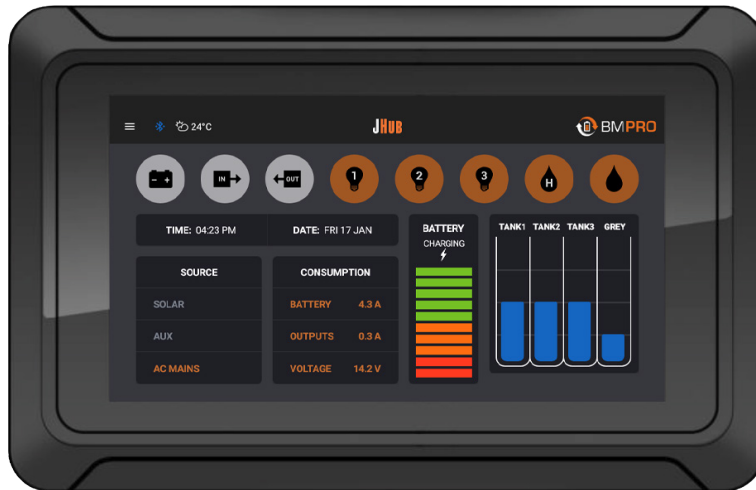 24°C
JHUB
BMPRO
- +
IN
OUT
1
2
3
H
TIME: 04:23 PM
DATE: FRI 17 JAN
BATTERY
CHARGING
TANK1 TANK2 TANK3 GREY
SOURCE
SOLAR
AUX
AC MAINS
CONSUMPTION
BATTERY 4.3 A
OUTPUTS 0.3 A
VOLTAGE 14.2 V